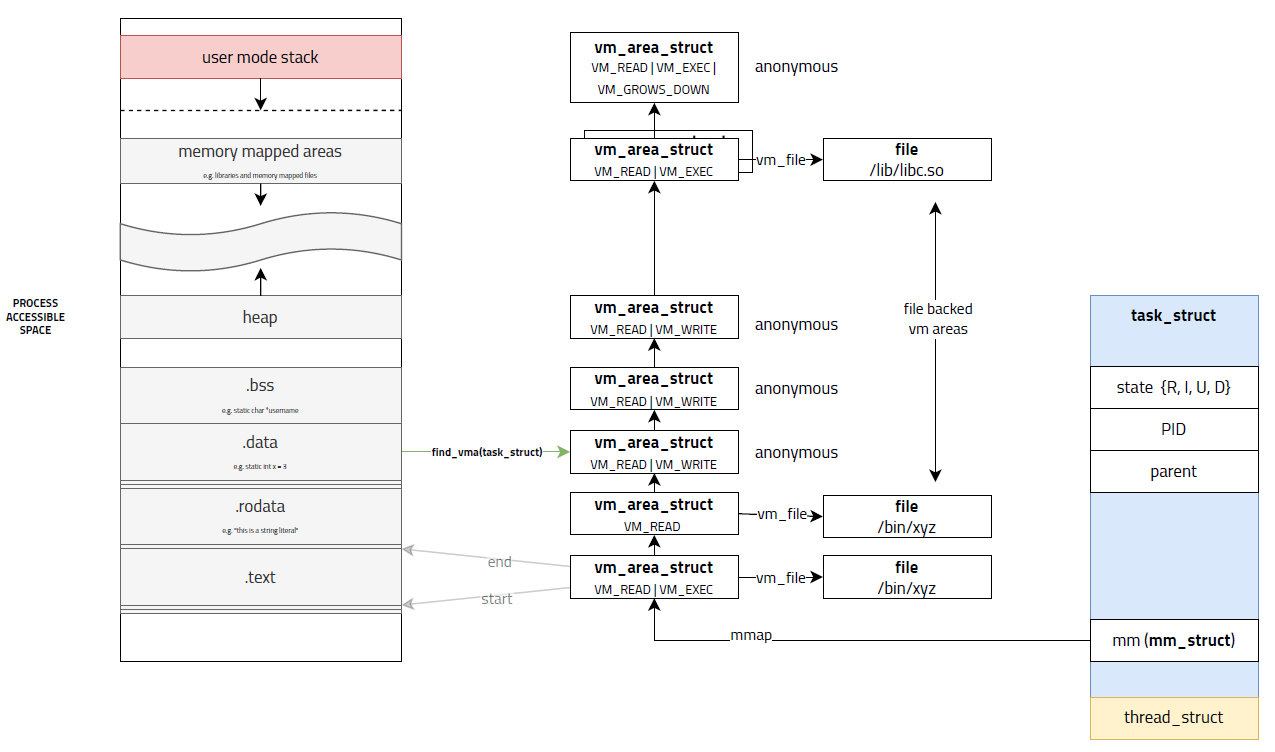 user mode stack
memory mapped areas
e.g. libraries and memory mapped files
PROCESS
ACCESSIBLE
SPACE
heap
.bss
e.g. static char *username
.data
e.g. static int x = 3
.rodata
e.g. "this is a string literal"
.text
find_vma(task_struct)
end
start
vm_area_struct
VM_READ | VM_EXEC |
VM_GROWS_DOWN
anonymous
vm_area_struct
VM_READ | VM_EXEC
vm_file
file
/lib/libc.so
vm_area_struct
VM_READ | VM_WRITE
anonymous
vm_area_struct
VM_READ | VM_WRITE
anonymous
vm_area_struct
VM_READ | VM_WRITE
anonymous
vm_area_struct
VM_READ
vm_file
file
/bin/xyz
vm_area_struct
VM_READ | VM_EXEC
vm_file
file
/bin/xyz
file backed
vm areas
mmap
task_struct
state {R, I, U, D}
PID
parent
mm (mm_struct)
thread_struct